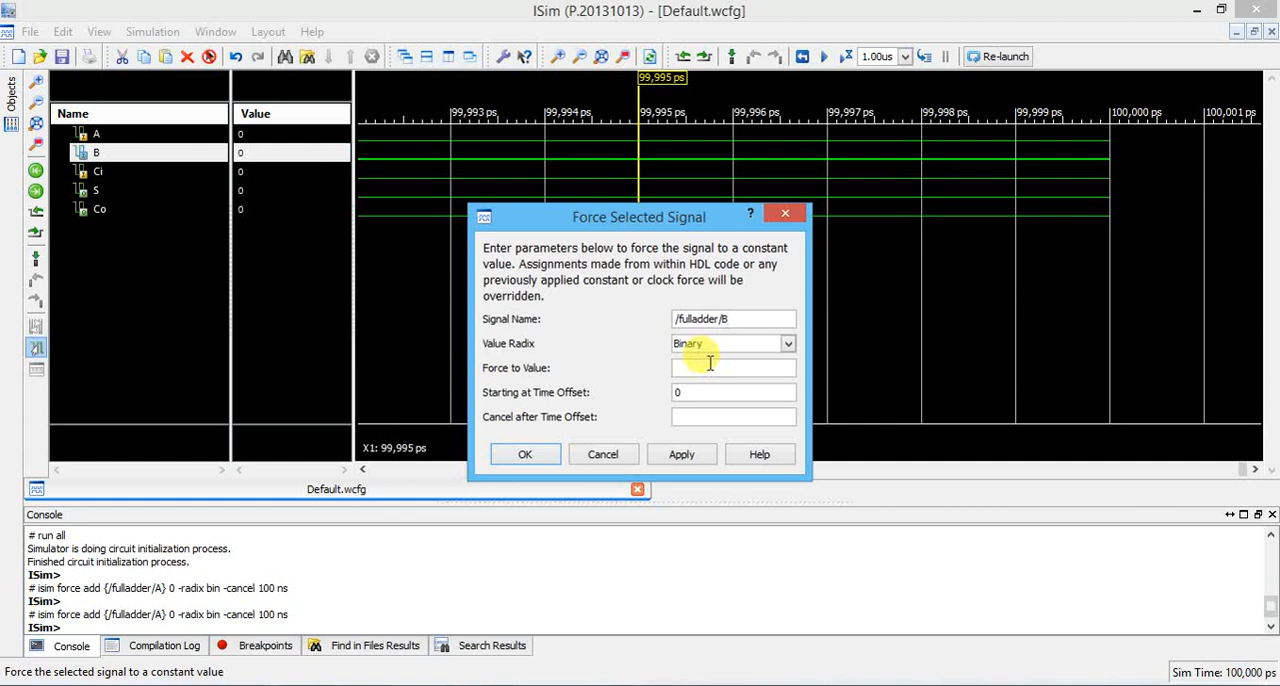 ISim (P.20131013) - [Default.wcfg]
File Edit View Simulation Window Layout Help
1.00us Re-launch
Objects
99,995 ps
Name Value
99,993 ps 99,994 ps 99,995 ps 99,996 ps 99,997 ps 99,998 ps 99,999 ps 100,000 ps 100,001 ps
A 0
B 0
Ci 0
S 0
Co 0
Force Selected Signal
Enter parameters below to force the signal to a constant
value. Assignments made from within HDL code or any
previously applied constant or clock force will be
overridden.
Signal Name: /fulladder/B
Value Radix Binary
Force to Value:
Starting at Time Offset: 0
Cancel after Time Offset:
OK Cancel Apply Help
X1: 99,995 ps
Default.wcfg
Console
# run all
Simulator is doing circuit initialization process.
Finished circuit initialization process.
ISim>
# isim force add {/fulladder/A} 0 -radix bin -cancel 100 ns
ISim>
# isim force add {/fulladder/A} 0 -radix bin -cancel 100 ns
ISim>
Console Compilation Log Breakpoints Find in Files Results Search Results
Force the selected signal to a constant value
Sim Time: 100,000 ps